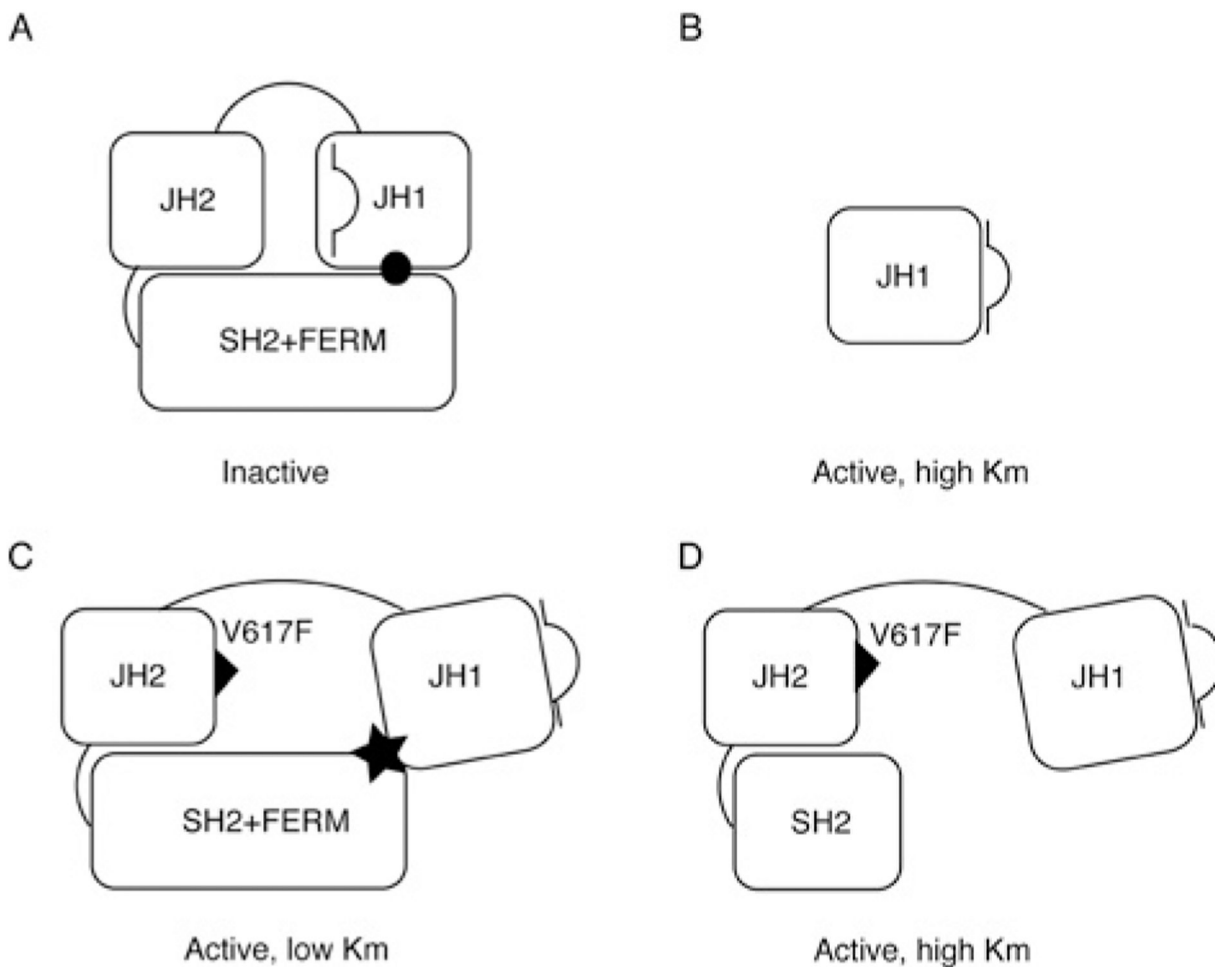 A
JH2
JH1
SH2+FERM
Inactive
B
JH1
Active, high Km
C
V617F
JH2
JH1
SH2+FERM
Active, low Km
D
V617F
JH2
JH1
SH2
Active, high Km